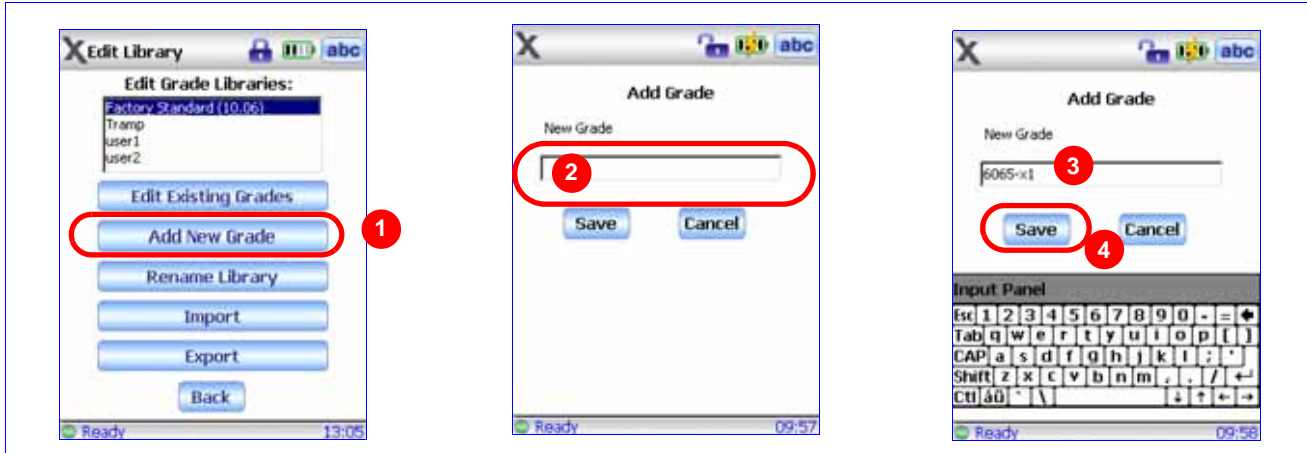 X Edit Library abc
Edit Grade Libraries:
Factory Standard (10.06)
Tramp
user1
user2
Edit Existing Grades
Add New Grade
1
Rename Library
Import
Export
Back
Ready 13:05
X abc
Add Grade
New Grade
2
Save Cancel
Ready 09:57
X abc
Add Grade
New Grade
6065-x1
3
Save Cancel
4
Input Panel
Esc 1 2 3 4 5 6 7 8 9 0 - =
Tab q w e r t y u i o p [ ]
CAP a s d f g h j k l ; '
Shift z x c v b n m , . /
Ctl áü ` \
Ready 09:58